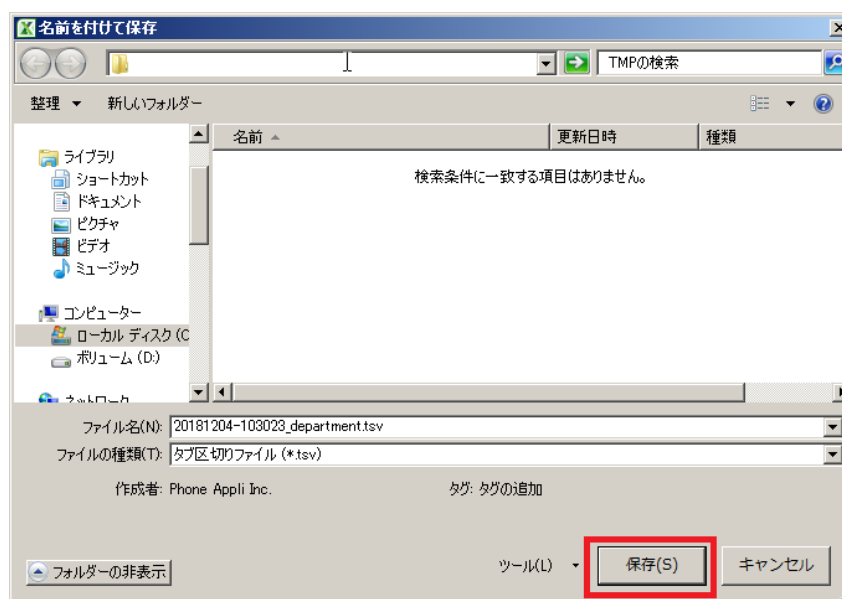 名前を付けて保存
TMPの検索
整理 ▼ 新しいフォルダー
名前 更新日時 種類
検索条件に一致する項目はありません。
ライブラリ
ショートカット
ドキュメント
ピクチャ
ビデオ
ミュージック
コンピューター
ローカル ディスク (C
ボリューム (D:)
ネットワーク
ファイル名(N): 20181204-103023_department.tsv
ファイルの種類(T): タブ区切りファイル (*.tsv)
作成者: Phone Appli Inc. タグ: タグの追加
フォルダーの非表示 ツール(L) 保存(S) キャンセル